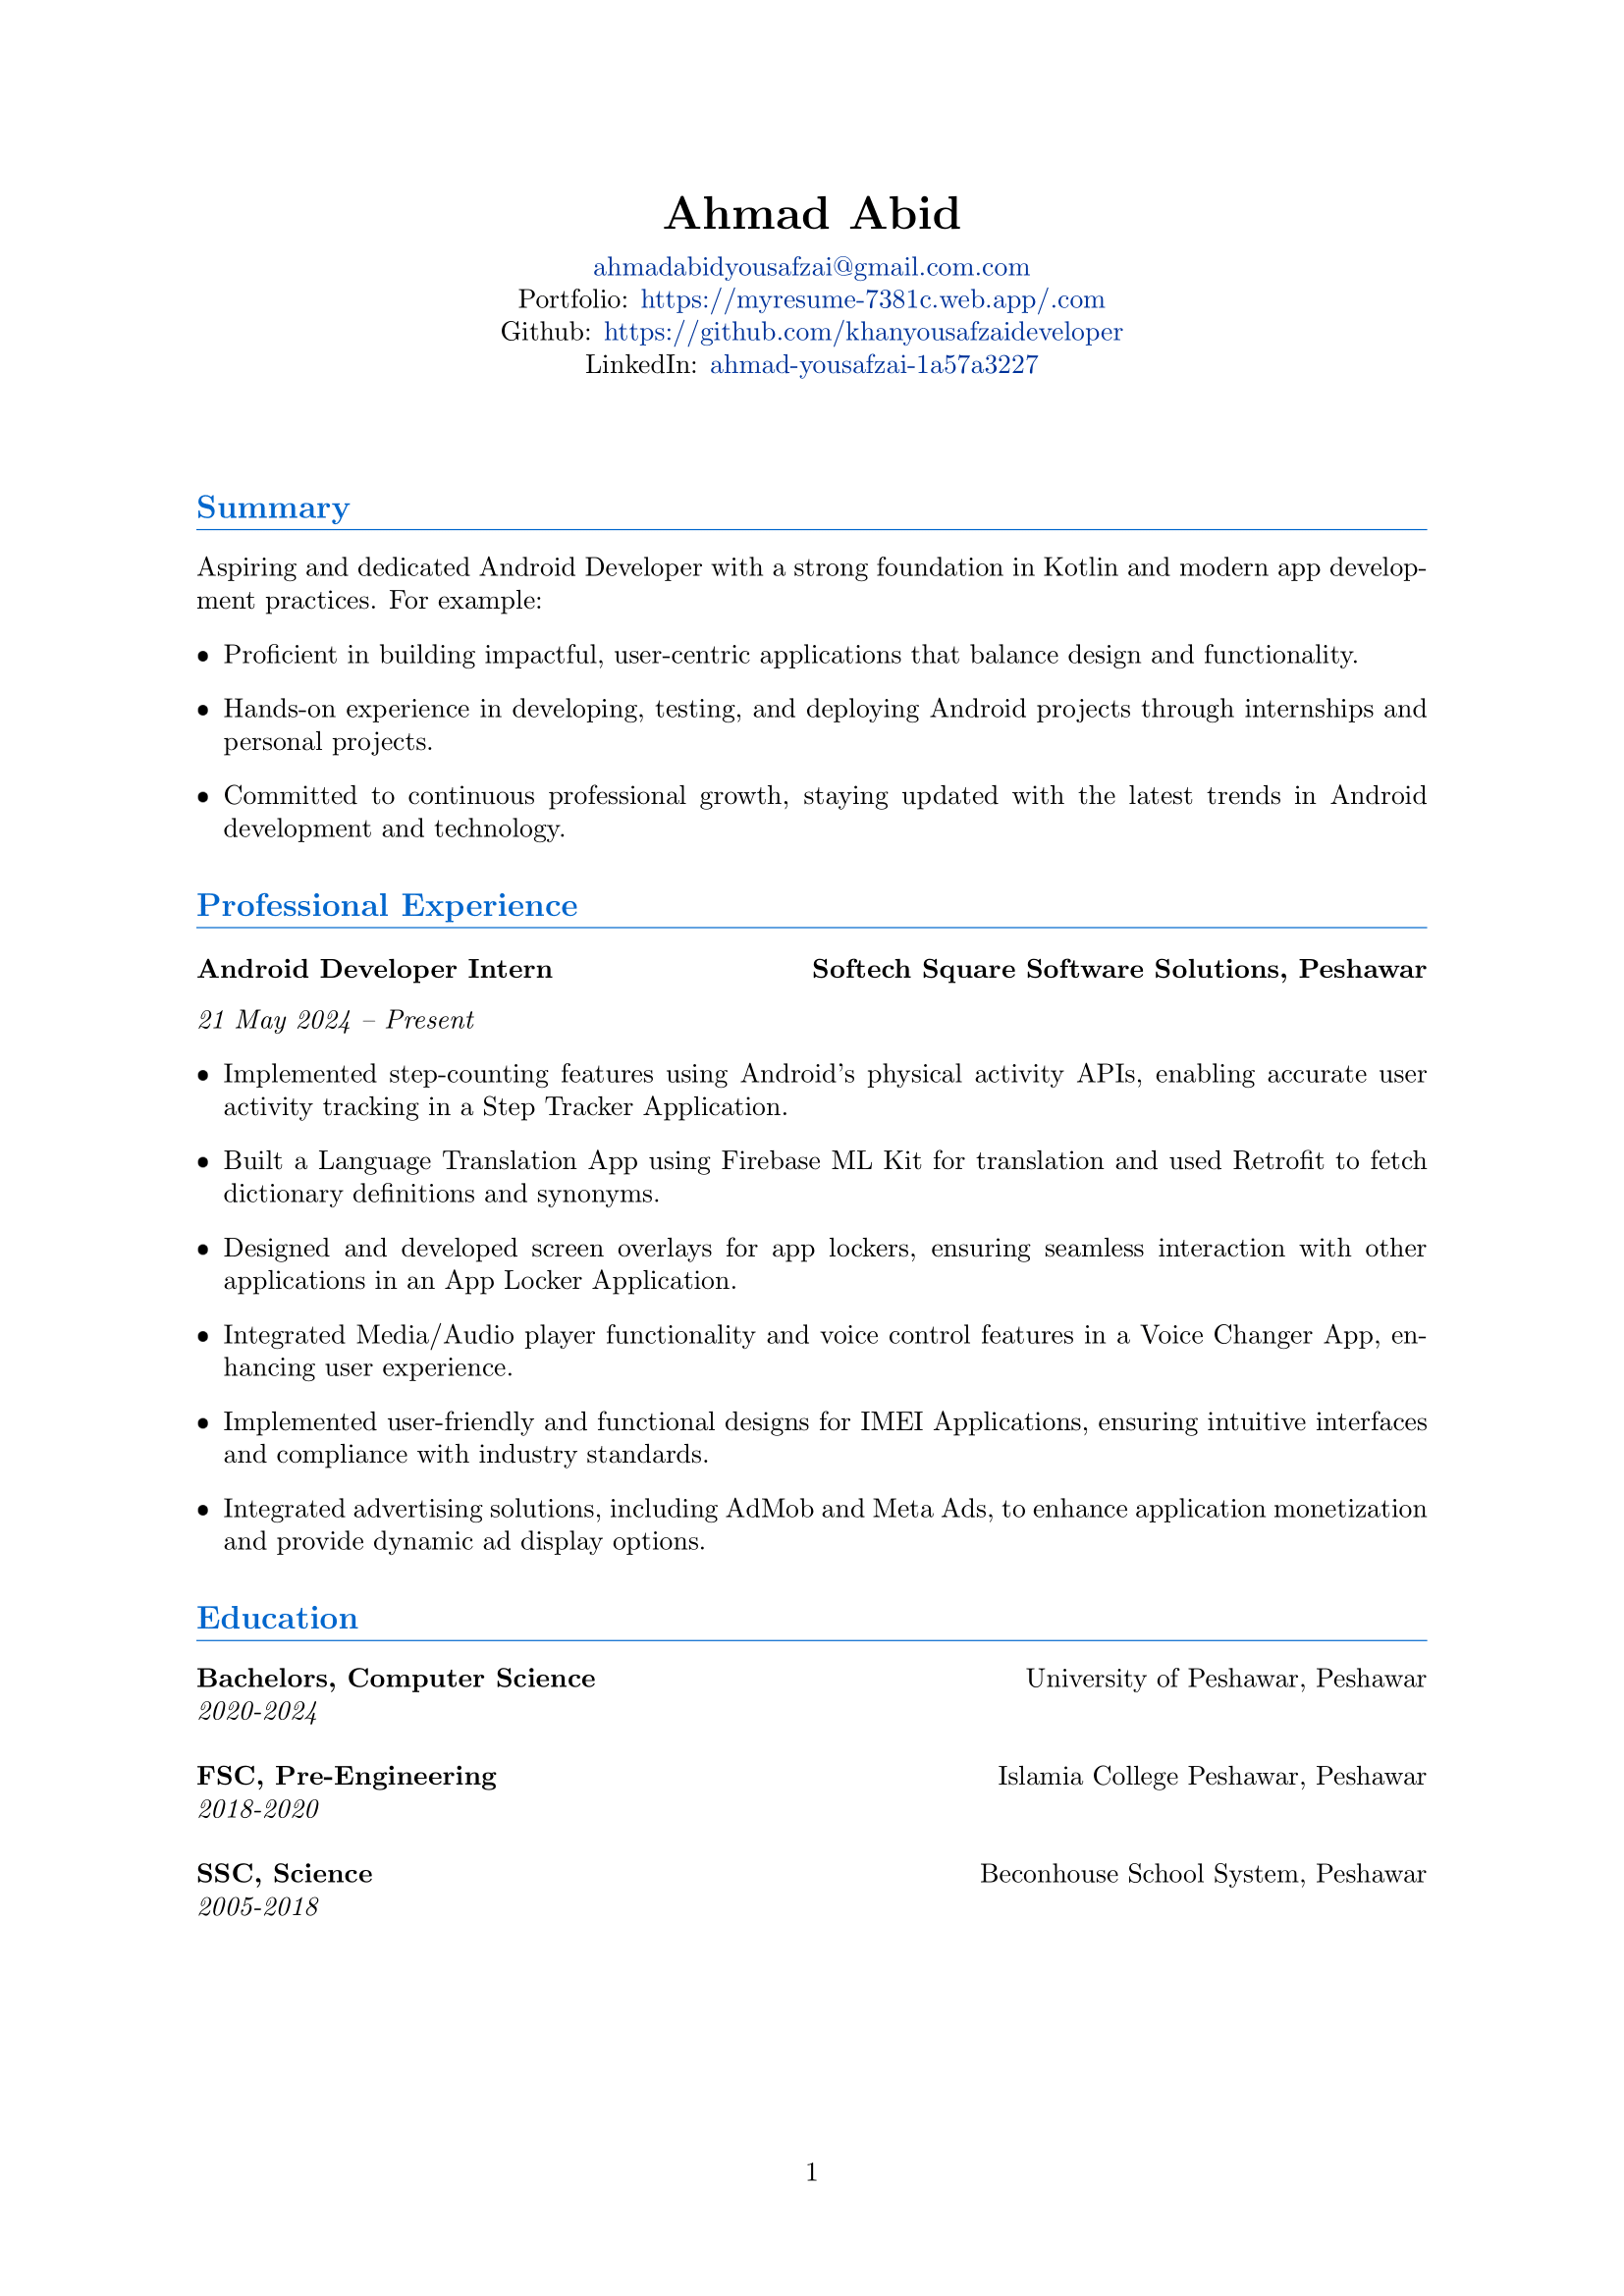 Ahmad Abid
ahmadabidyousafzai@gmail.com.com
Portfolio: https://myresume-7381c.web.app/.com
Github: https://github.com/khanyousafzaideveloper
LinkedIn: ahmad-yousafzai-1a57a3227
Summary
Aspiring and dedicated Android Developer with a strong foundation in Kotlin and modern app develop-
ment practices. For example:
• Proficient in building impactful, user-centric applications that balance design and functionality.
• Hands-on experience in developing, testing, and deploying Android projects through internships and
personal projects.
• Committed to continuous professional growth, staying updated with the latest trends in Android
development and technology.
Professional Experience
Android Developer Intern Softech Square Software Solutions, Peshawar
21 May 2024 – Present
• Implemented step-counting features using Android's physical activity APIs, enabling accurate user
activity tracking in a Step Tracker Application.
• Built a Language Translation App using Firebase ML Kit for translation and used Retrofit to fetch
dictionary definitions and synonyms.
• Designed and developed screen overlays for app lockers, ensuring seamless interaction with other
applications in an App Locker Application.
• Integrated Media/Audio player functionality and voice control features in a Voice Changer App, en-
hancing user experience.
• Implemented user-friendly and functional designs for IMEI Applications, ensuring intuitive interfaces
and compliance with industry standards.
• Integrated advertising solutions, including AdMob and Meta Ads, to enhance application monetization
and provide dynamic ad display options.
Education
Bachelors, Computer Science University of Peshawar, Peshawar
2020-2024
FSC, Pre-Engineering Islamia College Peshawar, Peshawar
2018-2020
SSC, Science Beconhouse School System, Peshawar
2005-2018
1